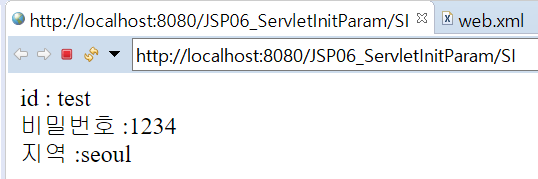 http://localhost:8080/JSP06_ServletInitParam/SI
web.xml
http://localhost:8080/JSP06_ServletInitParam/SI
id : test
비밀번호 :1234
지역 :seoul